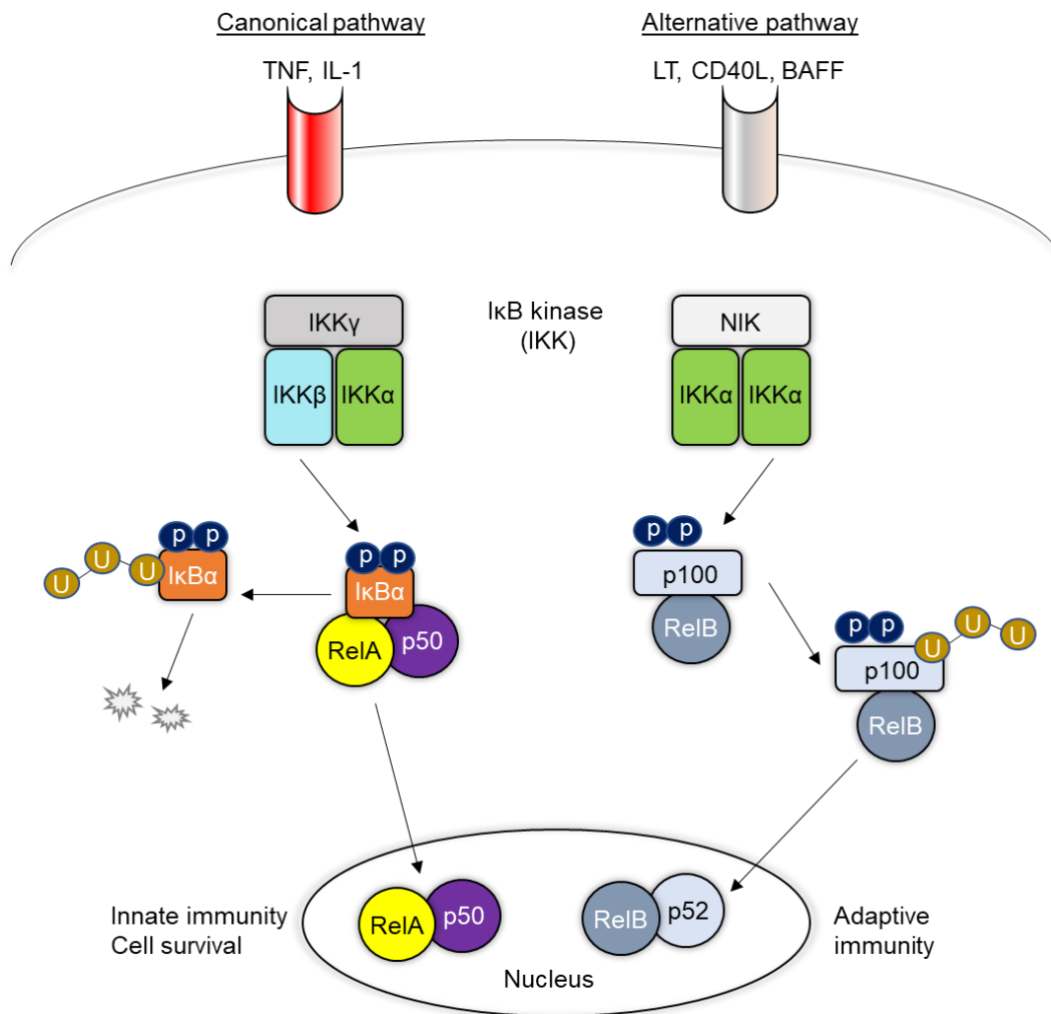 Canonical pathway
Alternative pathway
TNF, IL-1
LT, CD40L, BAFF
IKKγ
IκB kinase
(IKK)
NIK
IKKβ
IKKα
IKKα
IKKα
p p
U U U
IκBα
p p
IκBα
RelA
p50
p p
p100
RelB
p p
U U U
p100
RelB
Innate immunity
Cell survival
RelA
p50
RelB
p52
Adaptive
immunity
Nucleus